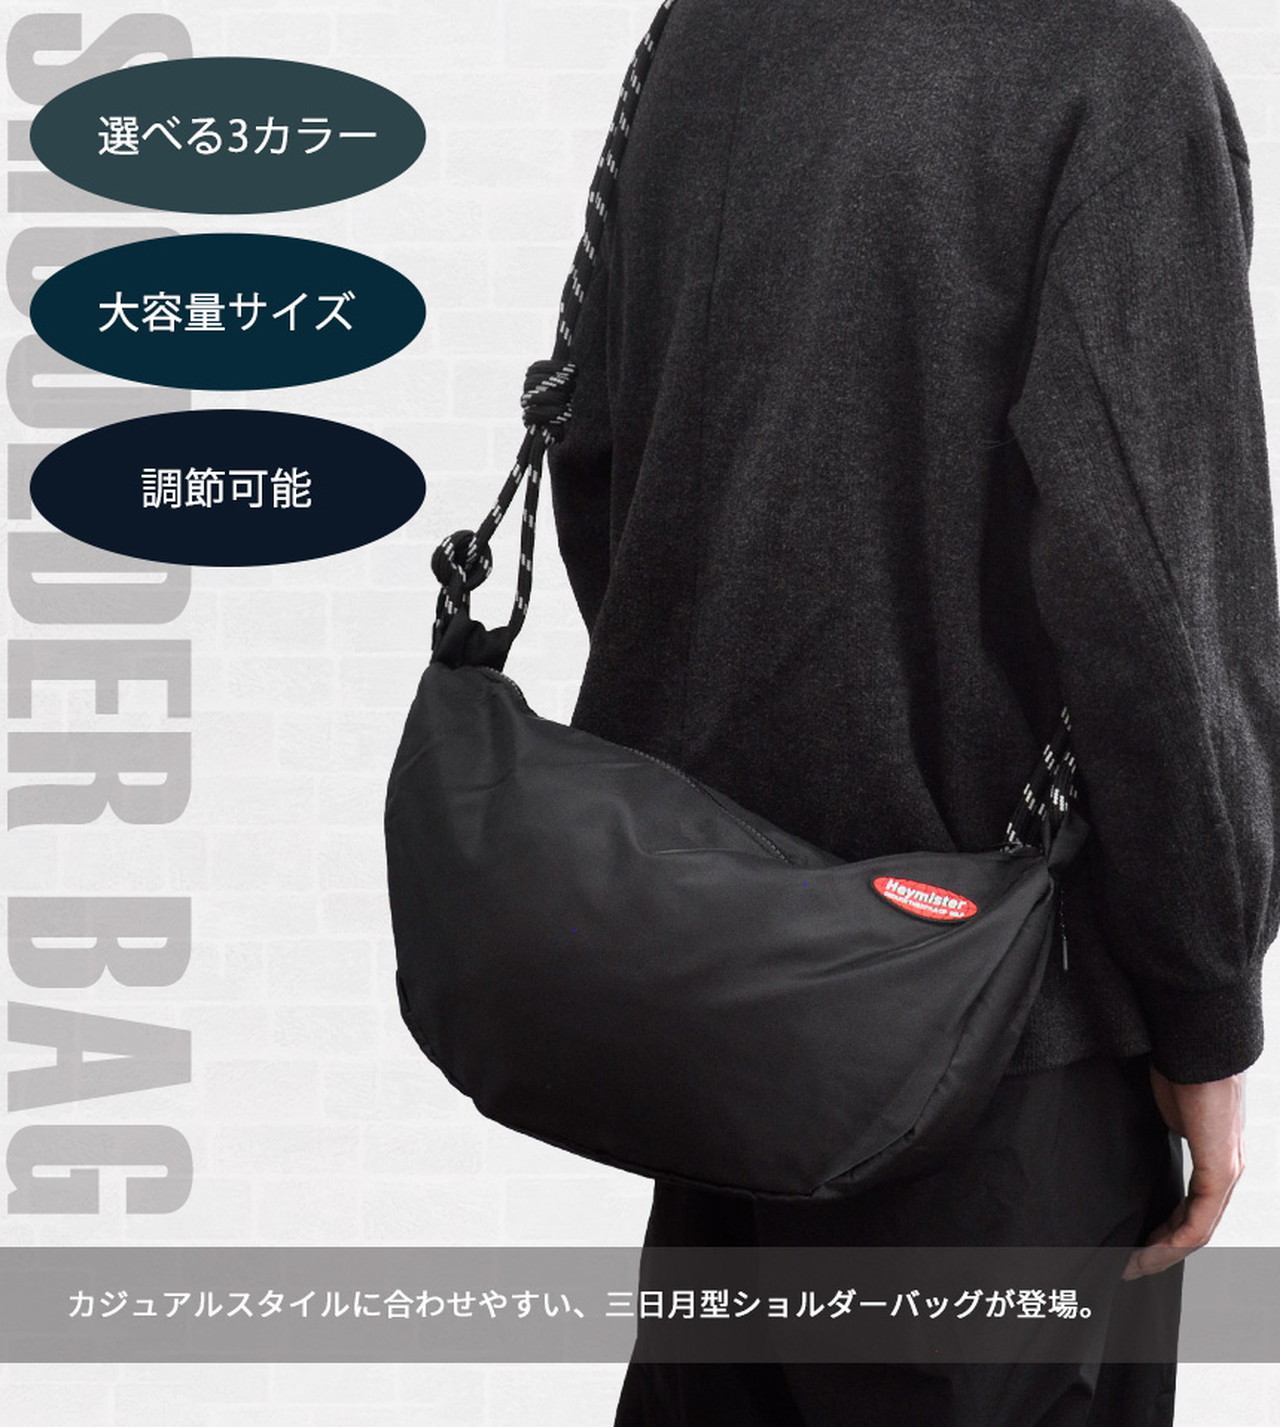 SHOULDER BAG
選べる3カラー
大容量サイズ
調節可能
Heymister
カジュアルスタイルに合わせやすい、三日月型ショルダーバッグが登場。